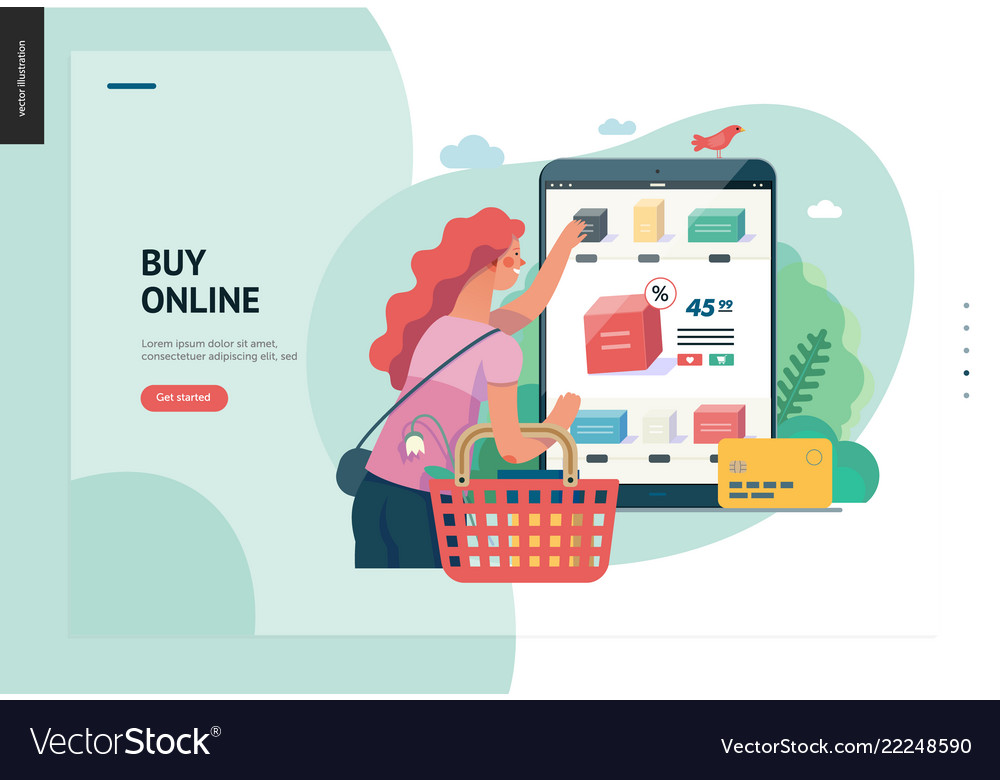 vector illustration
BUY
ONLINE
Lorem ipsum dolor sit amet,
consectetuer adipiscing elit, sed
Get started
%
45 99
VectorStock®
VectorStock.com/22248590